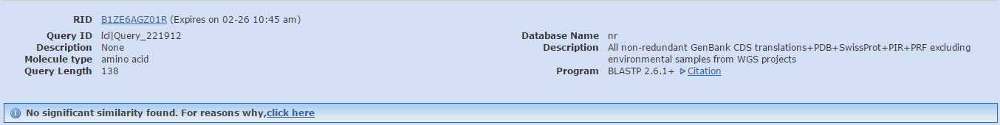 RID B1ZE6AGZ01R (Expires on 02-26 10:45 am)
Query ID lcl|Query_221912
Description None
Molecule type amino acid
Query Length 138
Database Name nr
Description All non-redundant GenBank CDS translations+PDB+SwissProt+PIR+PRF excluding
environmental samples from WGS projects
Program BLASTP 2.6.1+ Citation
No significant similarity found. For reasons why,click here